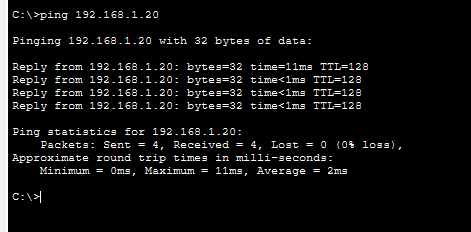 C:\>ping 192.168.1.20
Pinging 192.168.1.20 with 32 bytes of data:
Reply from 192.168.1.20: bytes=32 time=11ms TTL=128
Reply from 192.168.1.20: bytes=32 time<1ms TTL=128
Reply from 192.168.1.20: bytes=32 time<1ms TTL=128
Reply from 192.168.1.20: bytes=32 time<1ms TTL=128
Ping statistics for 192.168.1.20:
    Packets: Sent = 4, Received = 4, Lost = 0 (0% loss),
Approximate round trip times in milli-seconds:
    Minimum = 0ms, Maximum = 11ms, Average = 2ms
C:\>